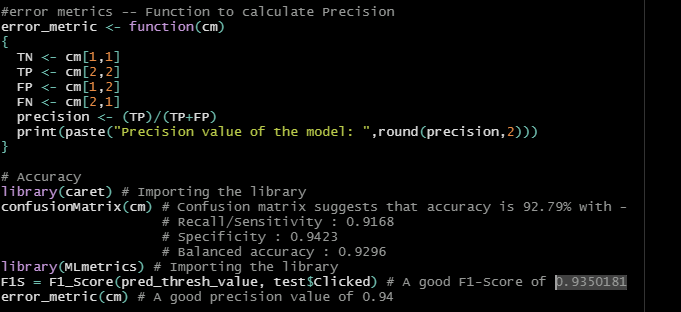 #error metrics -- Function to calculate Precision
error_metric <- function(cm)
{
  TN <- cm[1,1]
  TP <- cm[2,2]
  FP <- cm[1,2]
  FN <- cm[2,1]
  precision <- (TP)/(TP+FP)
  print(paste("Precision value of the model: ",round(precision,2)))
}

# Accuracy
library(caret) # Importing the library
confusionMatrix(cm) # Confusion matrix suggests that accuracy is 92.79% with -
                    # Recall/Sensitivity : 0.9168
                    # Specificity : 0.9423
                    # Balanced accuracy : 0.9296
library(MLmetrics) # Importing the library
F1S = F1_Score(pred_thresh_value, test$Clicked) # A good F1-Score of 0.9350181
error_metric(cm) # A good precision value of 0.94